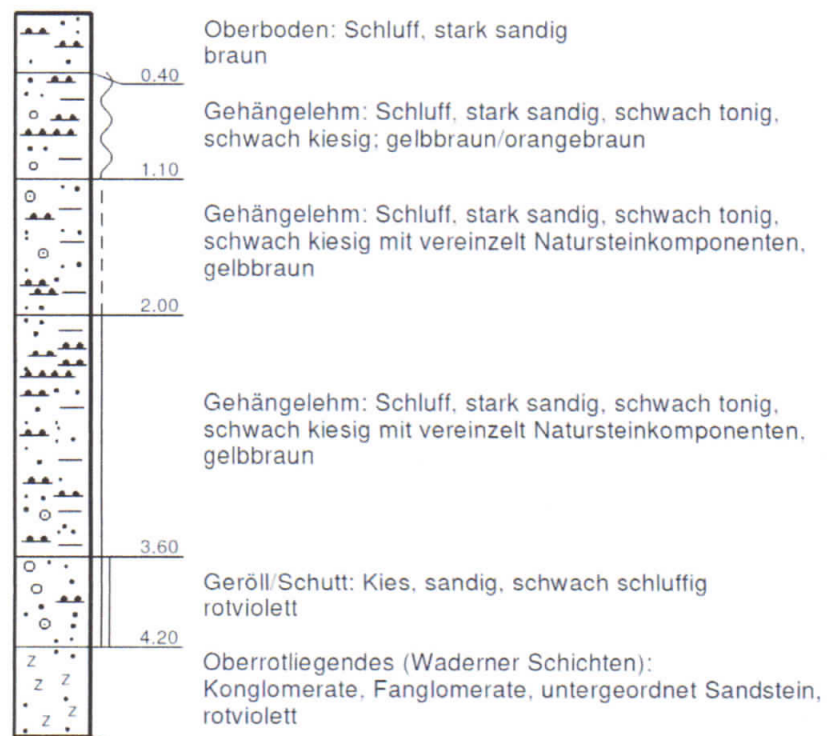 Oberboden: Schluff, stark sandig
braun
0.40
Gehängelehm: Schluff, stark sandig, schwach tonig,
schwach kiesig; gelbbraun/orangebraun
1.10
Gehängelehm: Schluff, stark sandig, schwach tonig,
schwach kiesig mit vereinzelt Natursteinkomponenten,
gelbbraun
2.00
Gehängelehm: Schluff, stark sandig, schwach tonig,
schwach kiesig mit vereinzelt Natursteinkomponenten,
gelbbraun
3.60
Geröll/Schutt: Kies, sandig, schwach schluffig
rotviolett
4.20
Oberrotliegendes (Waderner Schichten):
Konglomerate, Fanglomerate, untergeordnet Sandstein,
rotviolett
z
z z
z
z z